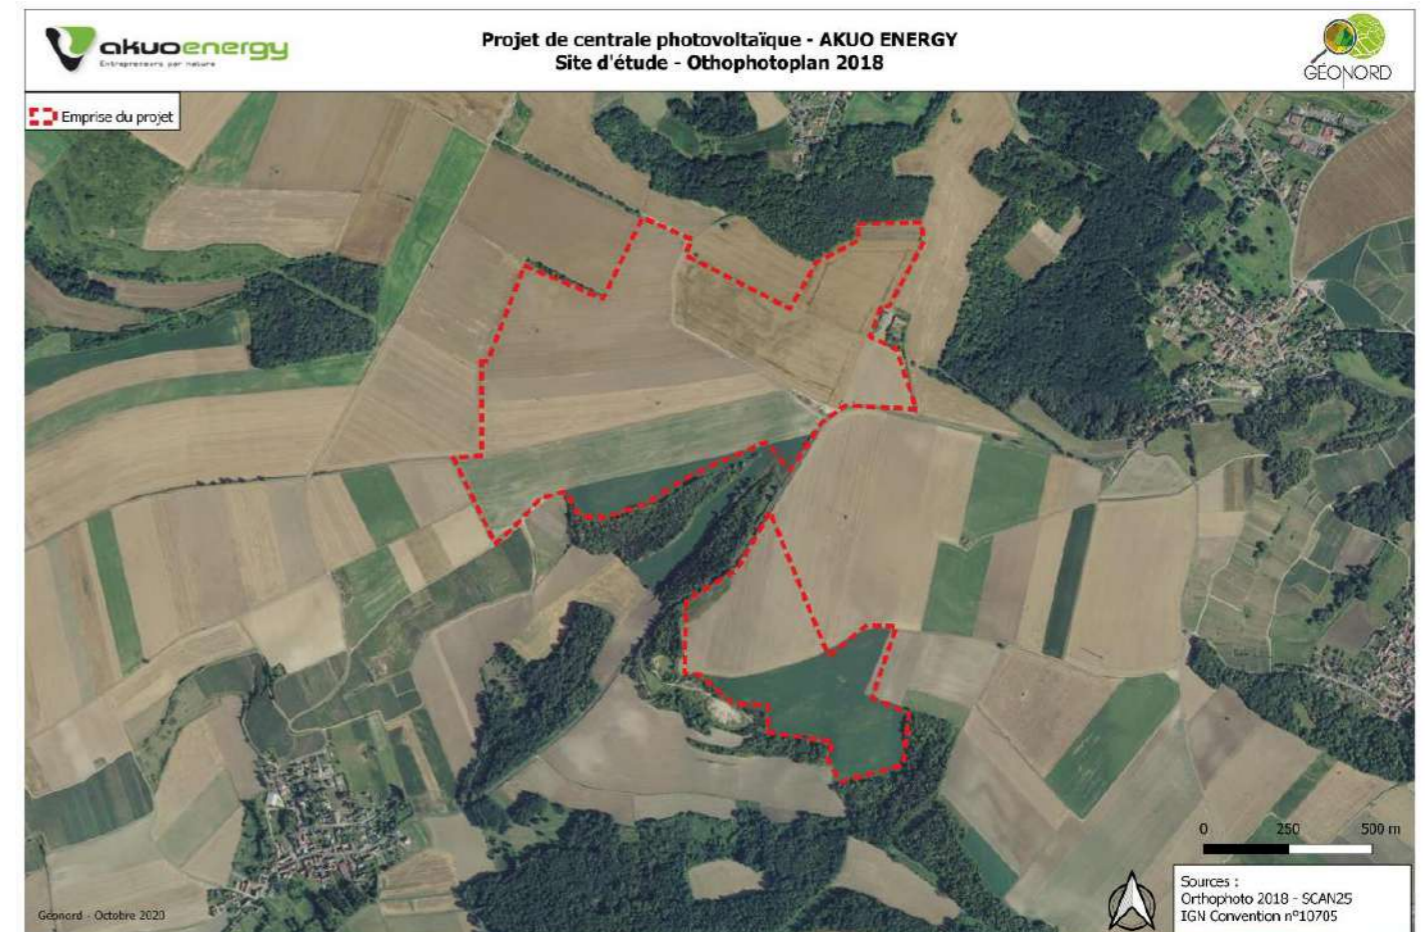 akuoenergy
Entrepreneurs par nature
Projet de centrale photovoltaïque - AKUO ENERGY
Site d'étude - Othophotoplan 2018
GÉONORD
Emprise du projet
0 250 500 m
Sources :
Orthophoto 2018 - SCAN25
IGN Convention n°10705
Géonord - Octobre 2020